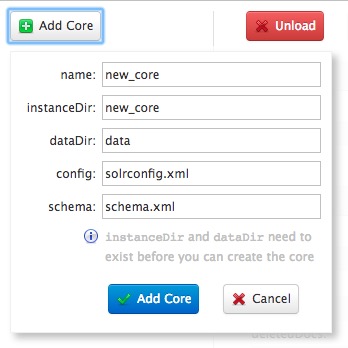 Add Core
Unload
name: new_core
instanceDir: new_core
dataDir: data
config: solrconfig.xml
schema: schema.xml
instanceDir and dataDir need to
exist before you can create the core
Add Core
Cancel
deletedDocs: